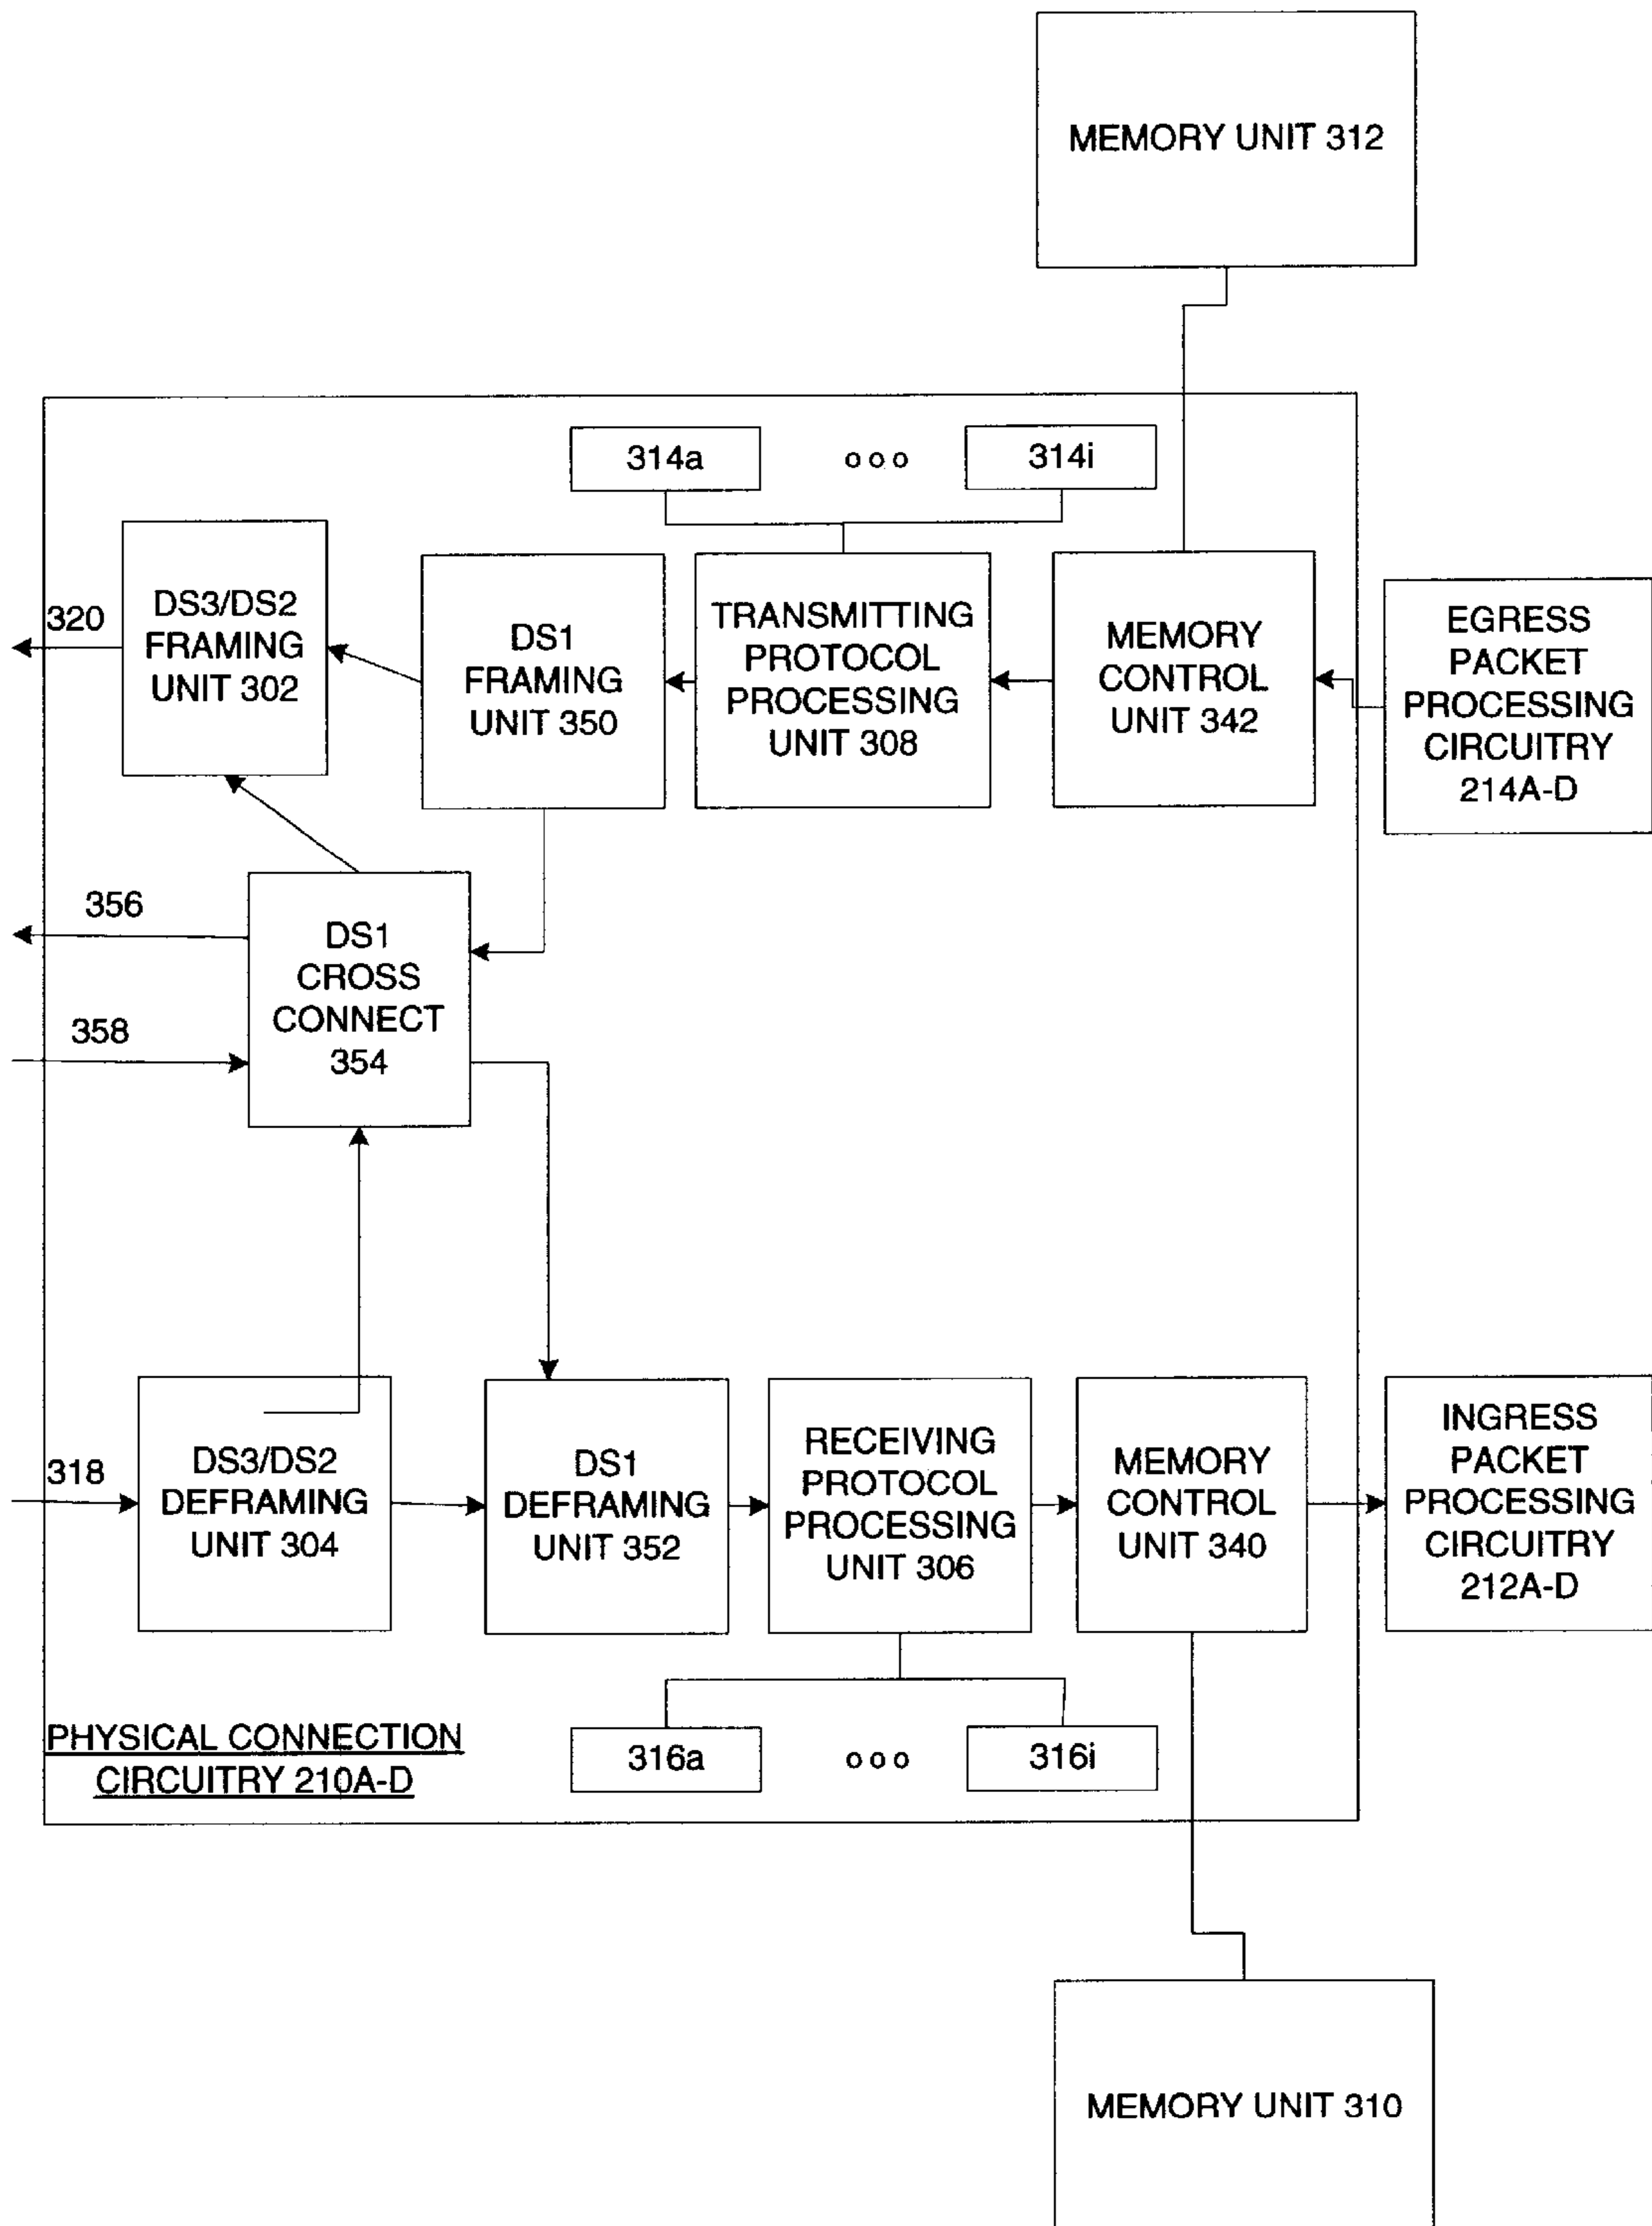 MEMORY UNIT 312
314a
o o o
314i
DS3/DS2
FRAMING
UNIT 302
320
DS1
FRAMING
UNIT 350
TRANSMITTING
PROTOCOL
PROCESSING
UNIT 308
MEMORY
CONTROL
UNIT 342
EGRESS
PACKET
PROCESSING
CIRCUITRY
214A-D
356
358
DS1
CROSS
CONNECT
354
318
DS3/DS2
DEFRAMING
UNIT 304
DS1
DEFRAMING
UNIT 352
RECEIVING
PROTOCOL
PROCESSING
UNIT 306
MEMORY
CONTROL
UNIT 340
INGRESS
PACKET
PROCESSING
CIRCUITRY
212A-D
PHYSICAL CONNECTION
CIRCUITRY 210A-D
316a
o o o
316i
MEMORY UNIT 310